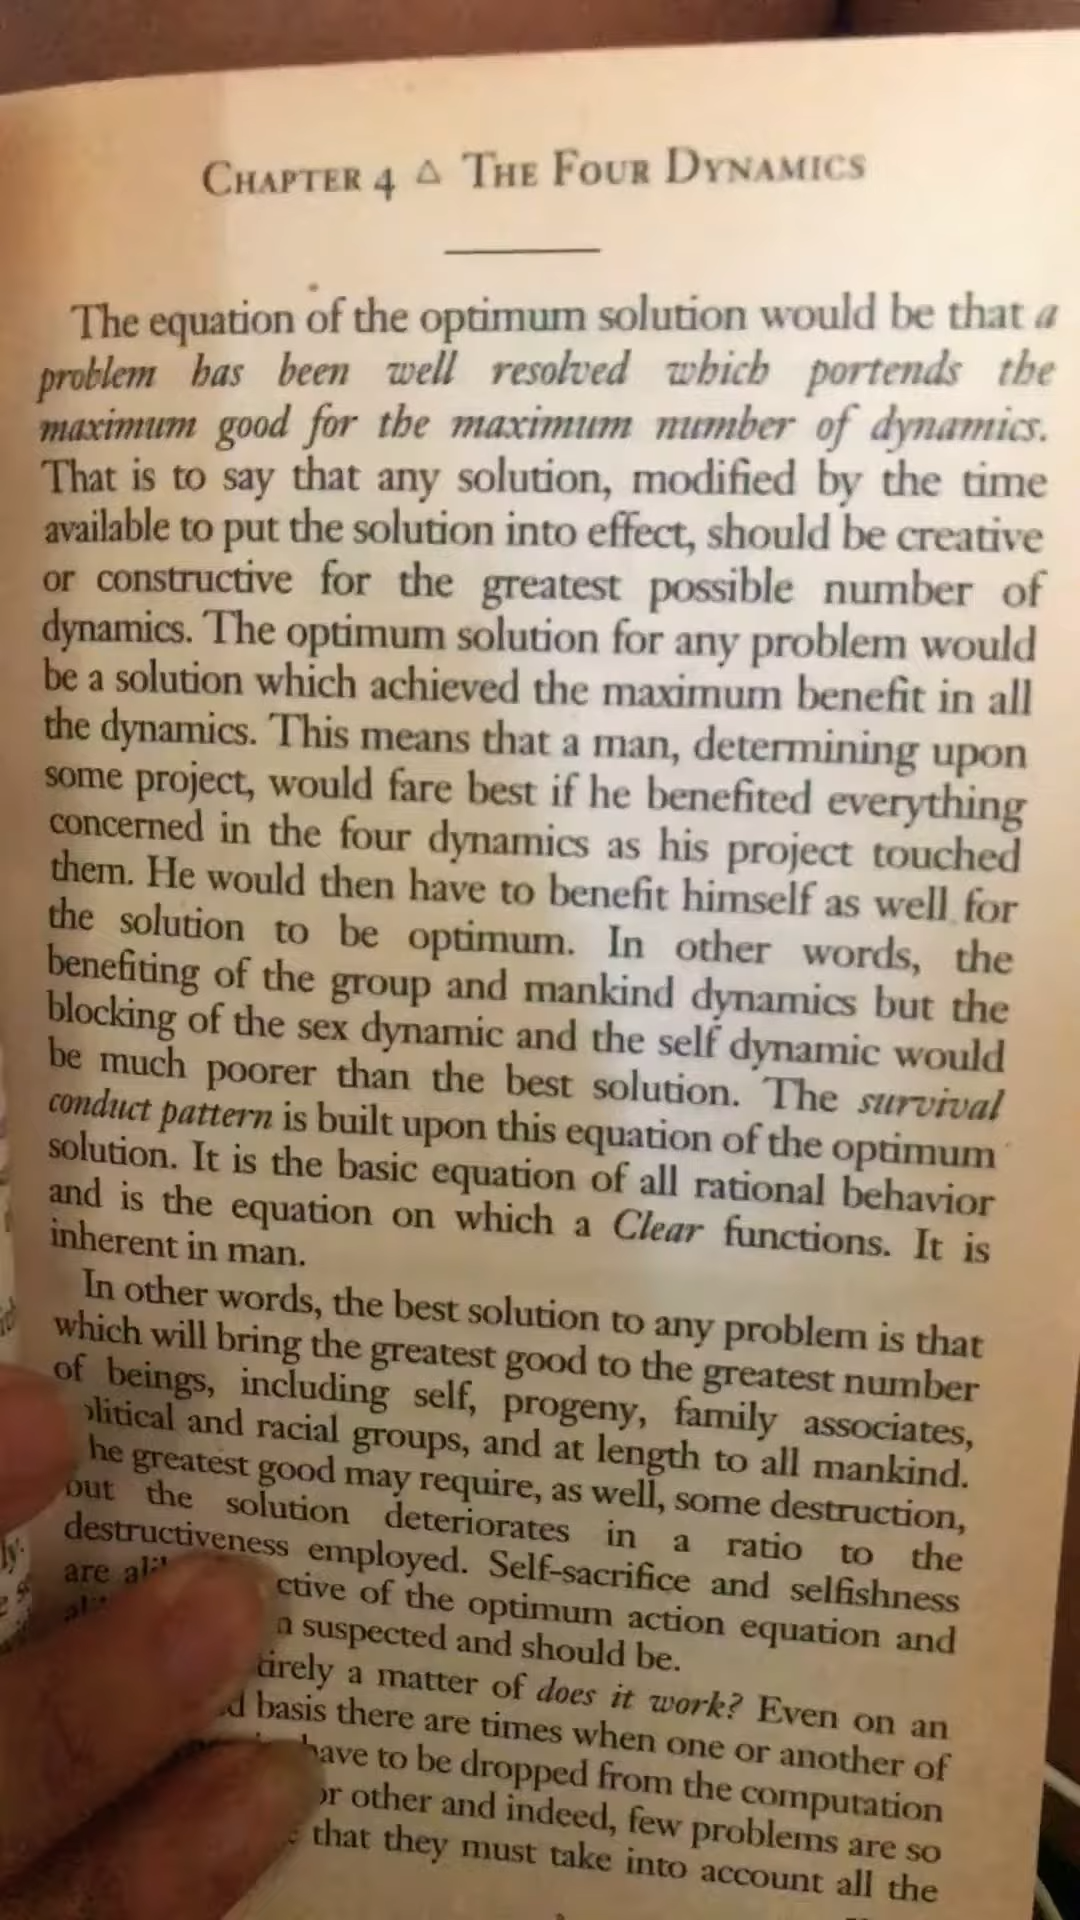 CHAPTER 4 △ THE FOUR DYNAMICS
The equation of the optimum solution would be that a
problem has been well resolved which portends the
maximum good for the maximum number of dynamics.
That is to say that any solution, modified by the time
available to put the solution into effect, should be creative
or constructive for the greatest possible number of
dynamics. The optimum solution for any problem would
be a solution which achieved the maximum benefit in all
the dynamics. This means that a man, determining upon
some project, would fare best if he benefited everything
concerned in the four dynamics as his project touched
them. He would then have to benefit himself as well for
the solution to be optimum. In other words, the
benefiting of the group and mankind dynamics but the
blocking of the sex dynamic and the self dynamic would
be much poorer than the best solution. The survival
conduct pattern is built upon this equation of the optimum
solution. It is the basic equation of all rational behavior
and is the equation on which a Clear functions. It is
inherent in man.
In other words, the best solution to any problem is that
which will bring the greatest good to the greatest number
of beings, including self, progeny, family associates,
olitical and racial groups, and at length to all mankind.
he greatest good may require, as well, some destruction,
but the solution deteriorates in a ratio to the
destructiveness employed. Self-sacrifice and selfishness
are of the optimum action equation and
suspected and should be.
a matter of does it work? Even on an
basis there are times when one or another of
have to be dropped from the computation
or other and indeed, few problems are so
that they must take into account all the